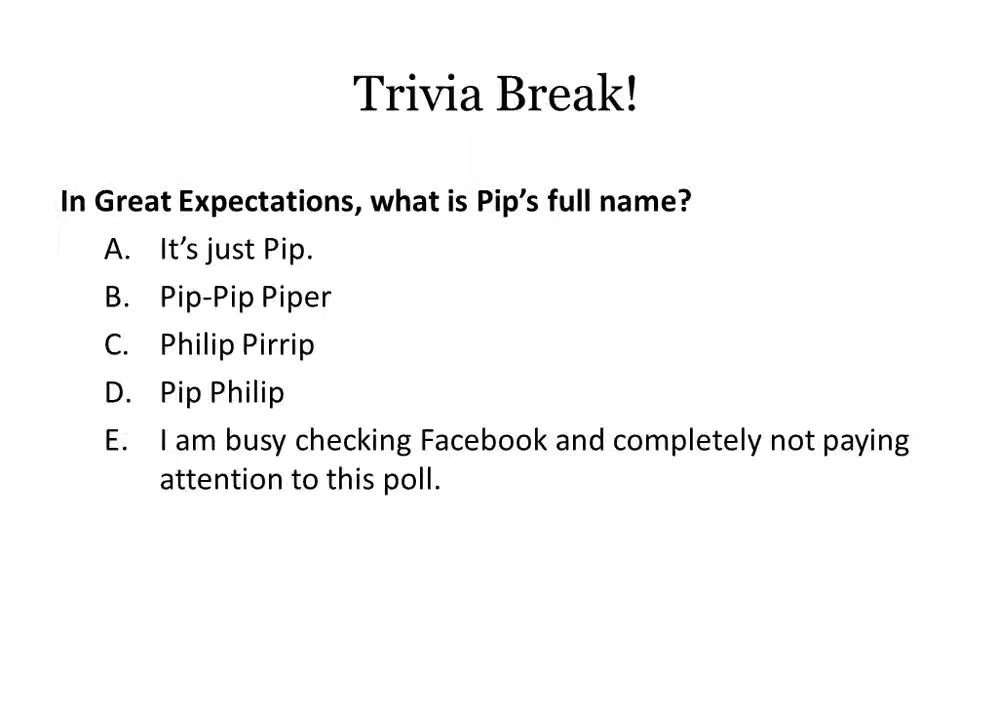 Trivia Break!
In Great Expectations, what is Pip’s full name?
A. It’s just Pip.
B. Pip-Pip Piper
C. Philip Pirrip
D. Pip Philip
E. I am busy checking Facebook and completely not paying
attention to this poll.